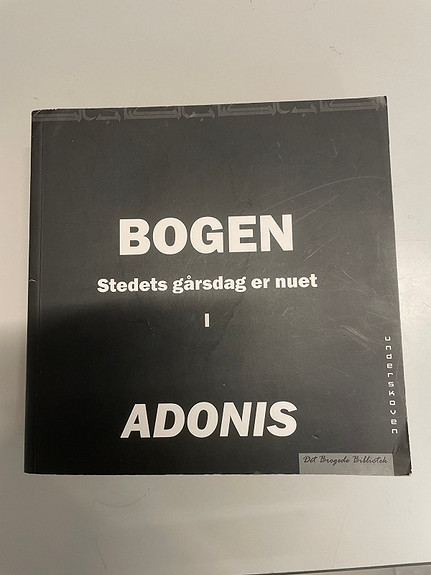 BOGEN
Stedets gårsdag er nuet
I
ADONIS
underskoven
Det Brogede Bibliotek